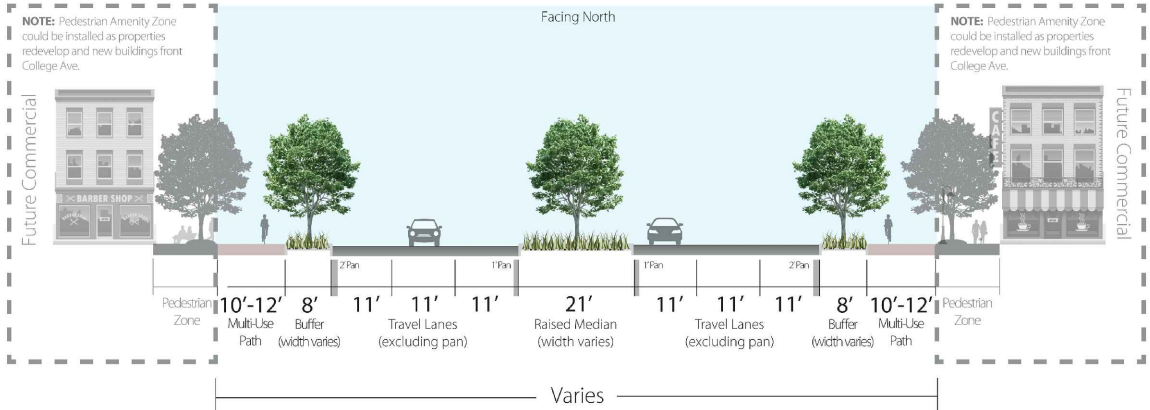 Facing North
NOTE: Pedestrian Amenity Zone
could be installed as properties
redevelop and new buildings front
College Ave.
Future Commercial
BARBER SHOP
NOTE: Pedestrian Amenity Zone
could be installed as properties
redevelop and new buildings front
College Ave.
Future Commercial
CAFE
2'Pan
1'Pan
1'Pan
2'Pan
Pedestrian
Zone
10'-12'
Multi-Use
Path
8'
Buffer
(width varies)
11'
11'
11'
Travel Lanes
(excluding pan)
21'
Raised Median
(width varies)
11'
11'
11'
Travel Lanes
(excluding pan)
8'
Buffer
(width varies)
10'-12'
Multi-Use
Path
Pedestrian
Zone
Varies